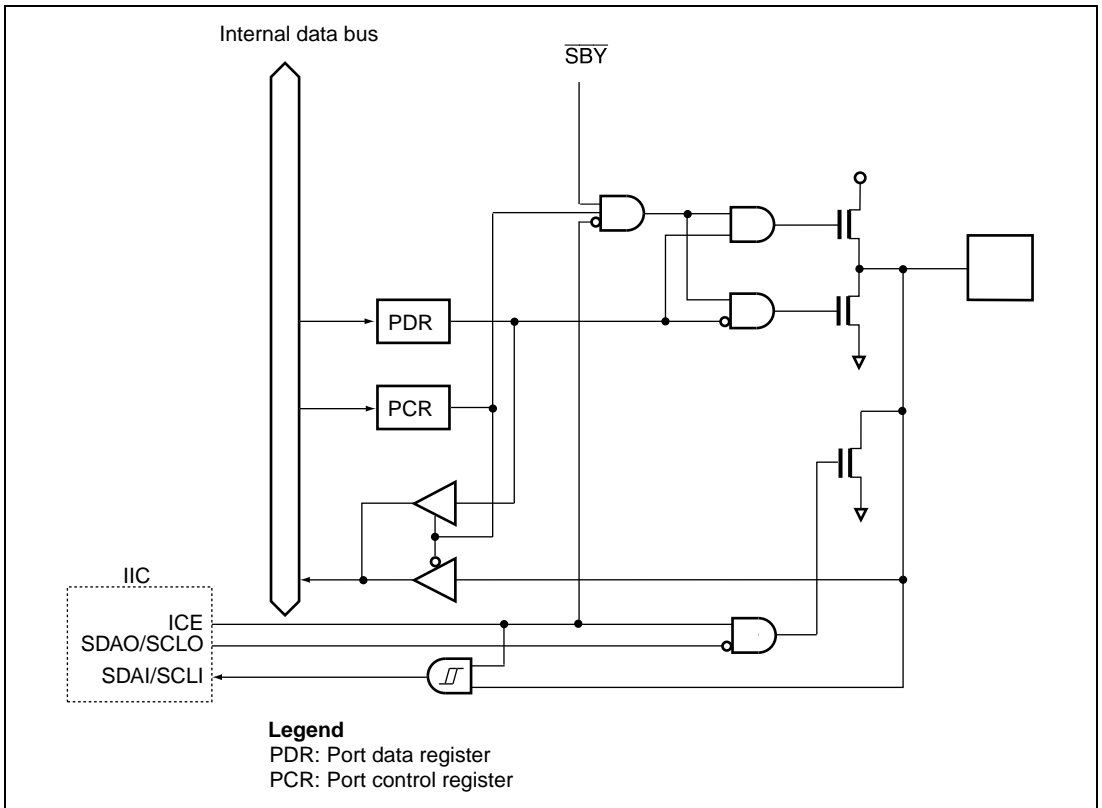 Internal data bus
SBY
PDR
PCR
IIC
ICE
SDAO/SCLO
SDAI/SCLI
Legend
PDR: Port data register
PCR: Port control register